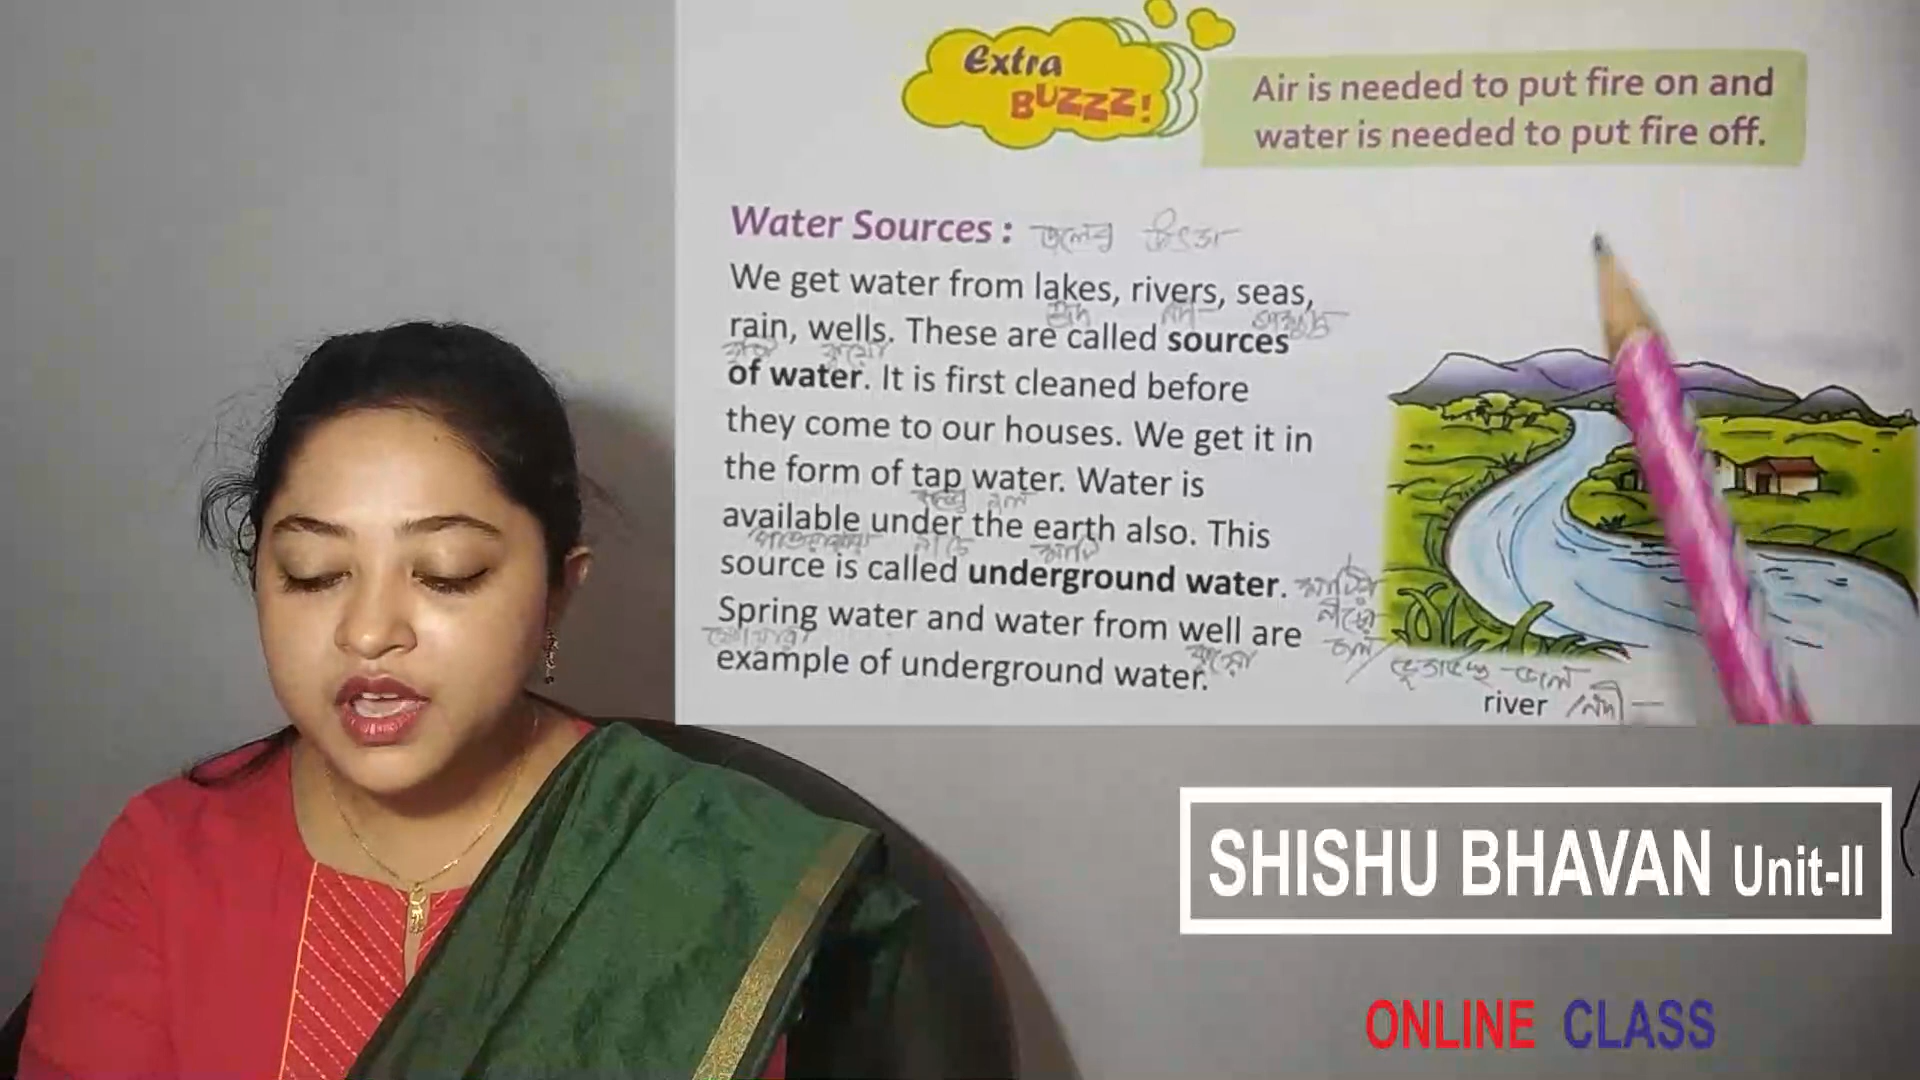 Extra
BUZZZ!
Air is needed to put fire on and
water is needed to put fire off.
Water Sources : জলের উৎস
We get water from lakes, rivers, seas,
rain, wells. These are called sources
of water. It is first cleaned before
they come to our houses. We get it in
the form of tap water. Water is
available under the earth also. This
source is called underground water.
Spring water and water from well are
example of underground water.
river
SHISHU BHAVAN Unit-II
ONLINE CLASS